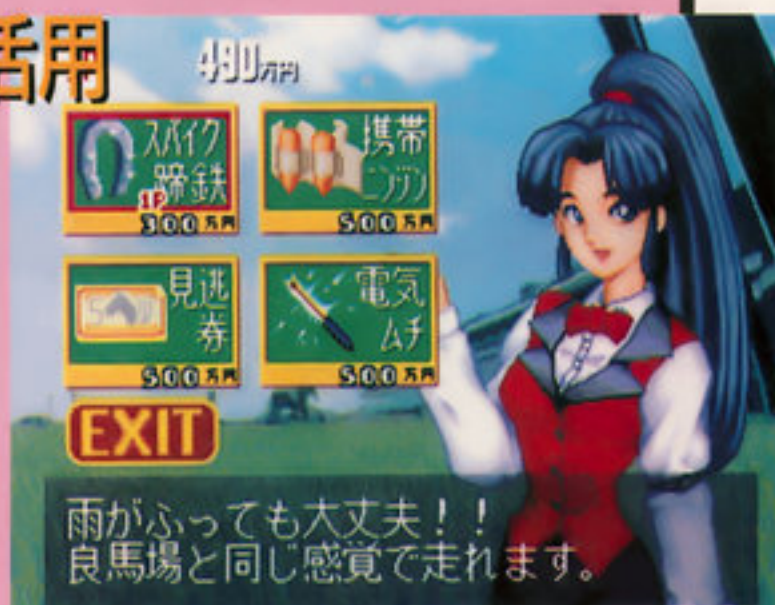 活用
490万円
スパイク
蹄鉄
1P
300万円
携帯
ニンジン
500万円
見逃
券
500万円
電気
ムチ
500万円
EXIT
雨がふっても大丈夫！！
良馬場と同じ感覚で走れます。